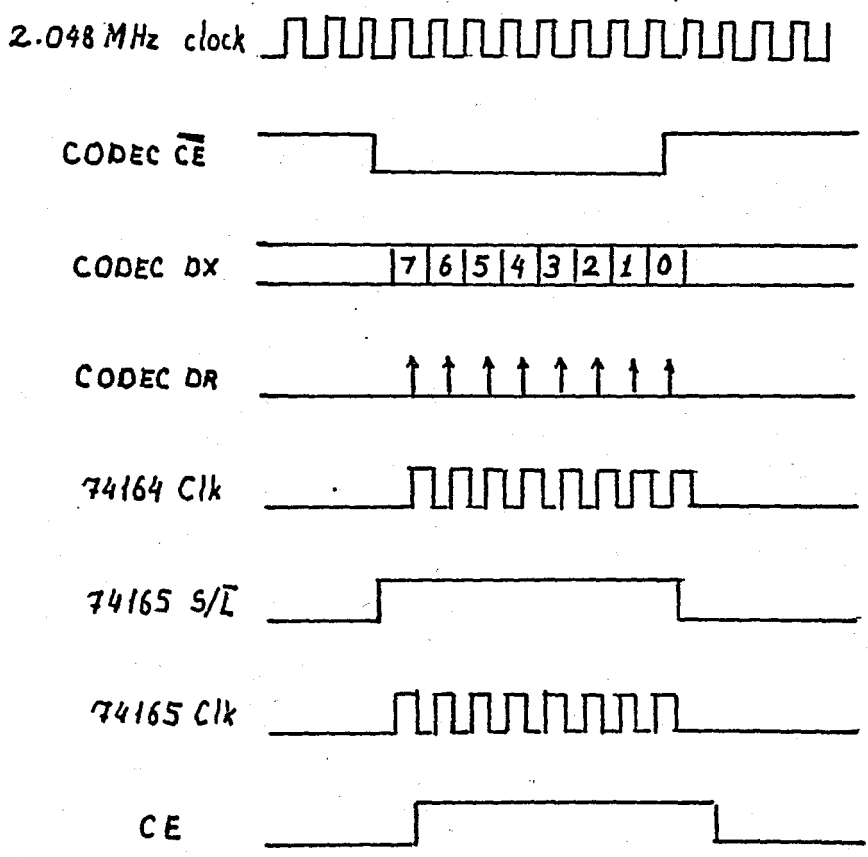 2.048 MHz clock
CODEC C̅E̅
CODEC DX 7 6 5 4 3 2 1 0
CODEC DR
74164 Clk
74165 S/L̅
74165 Clk
CE